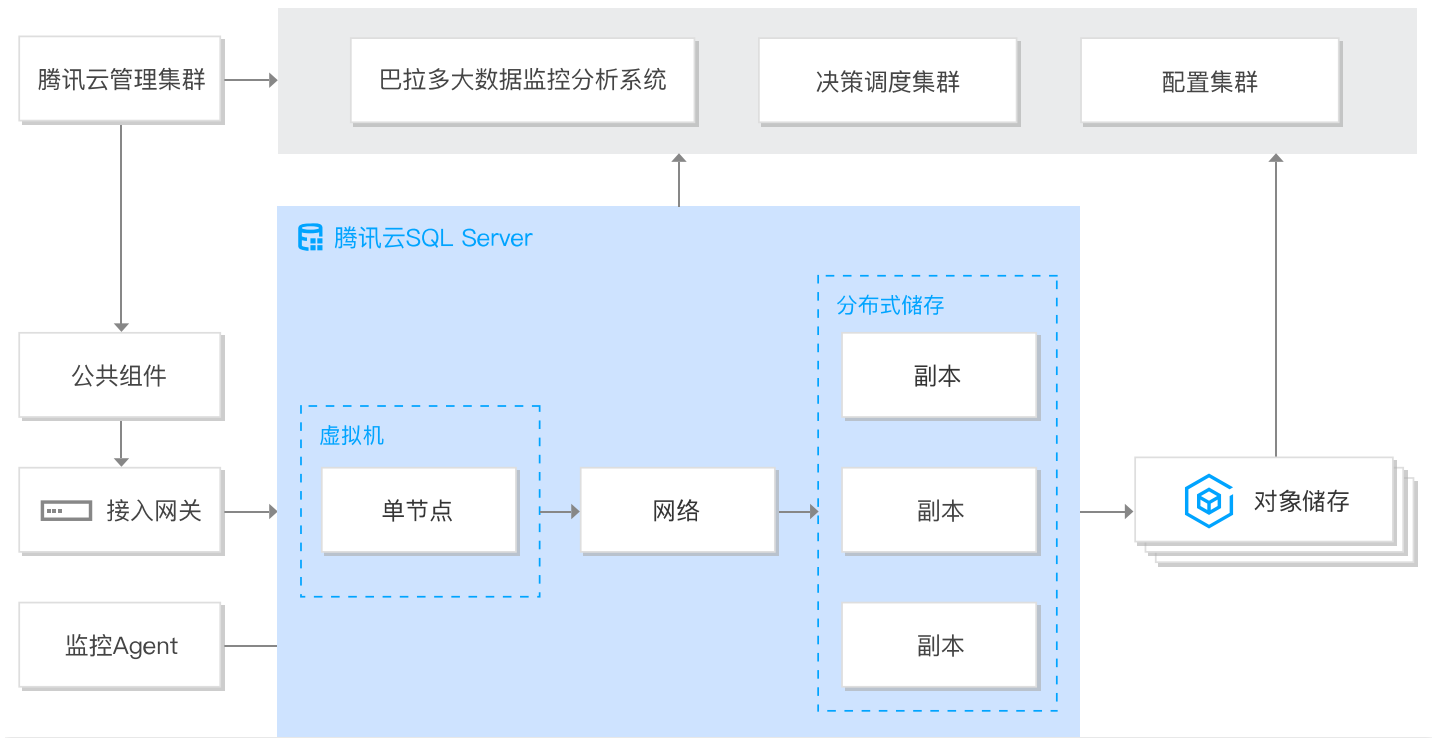 腾讯云管理集群
巴拉多大数据监控分析系统
决策调度集群
配置集群
腾讯云SQL Server
分布式储存
公共组件
副本
虚拟机
接入网关
单节点
网络
副本
对象储存
监控Agent
副本